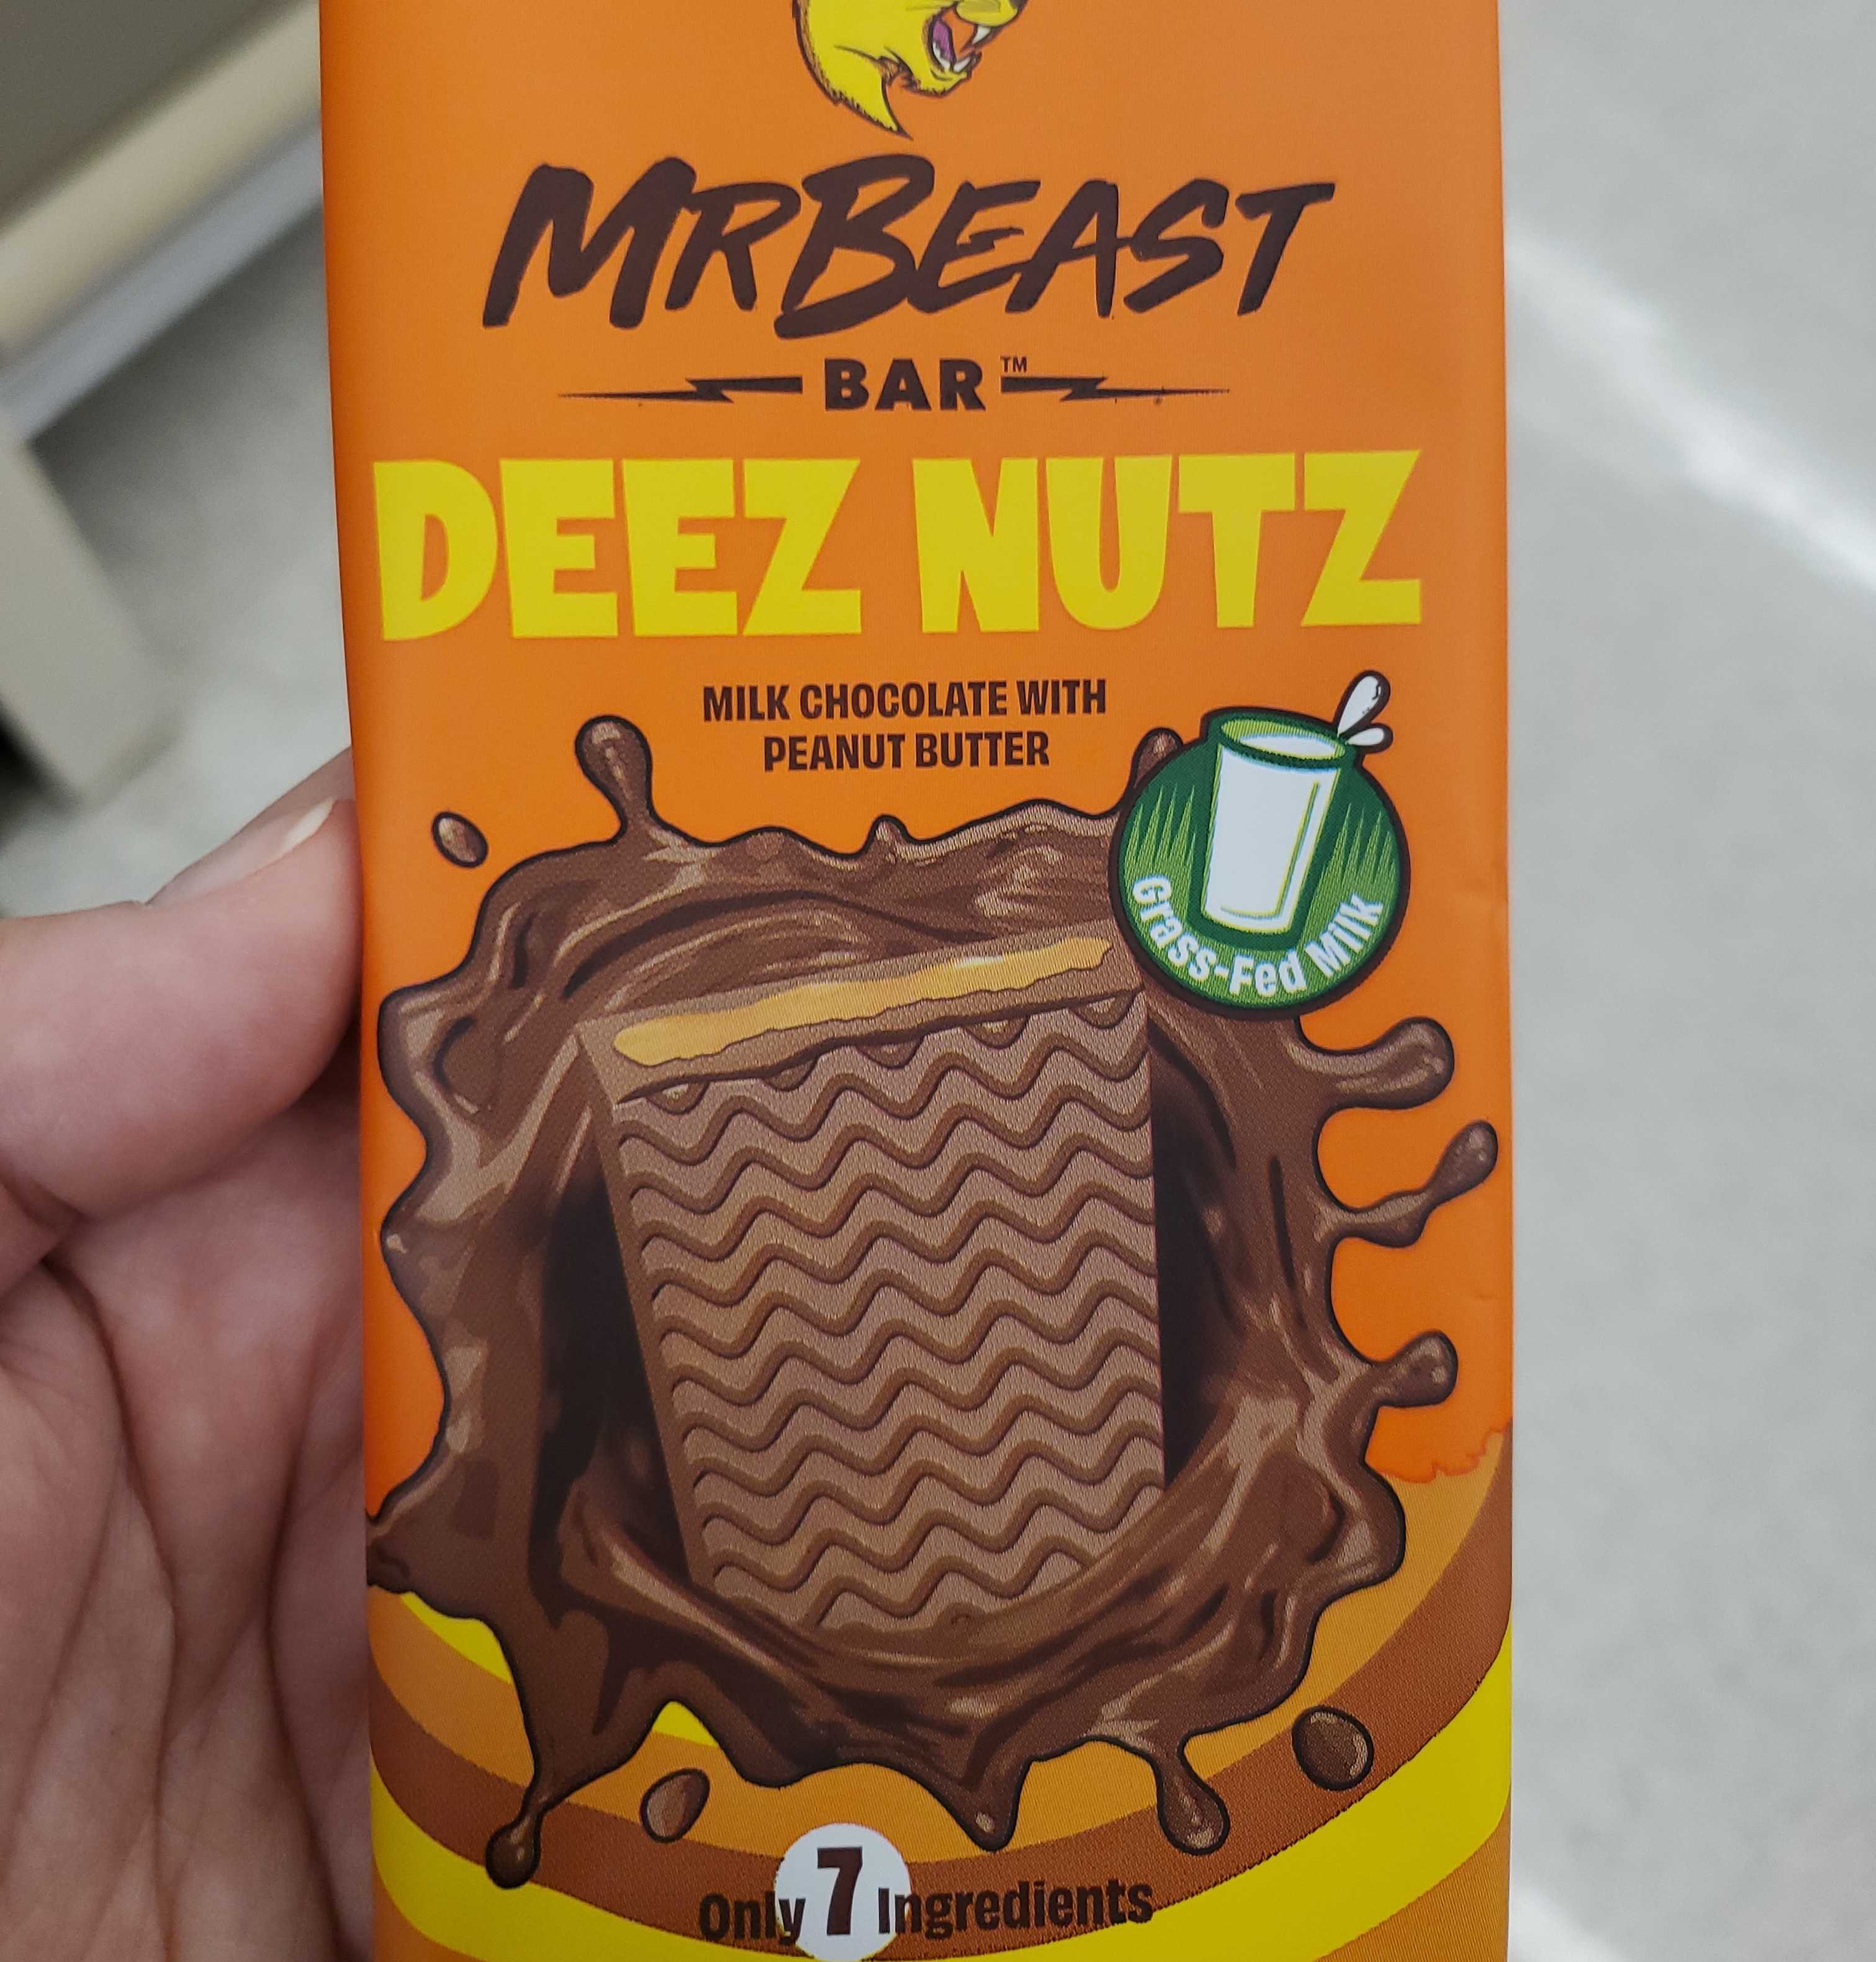 MRBEAST
BAR™
DEEZ NUTZ
MILK CHOCOLATE WITH
PEANUT BUTTER
Grass-Fed Milk
Only 7 Ingredients